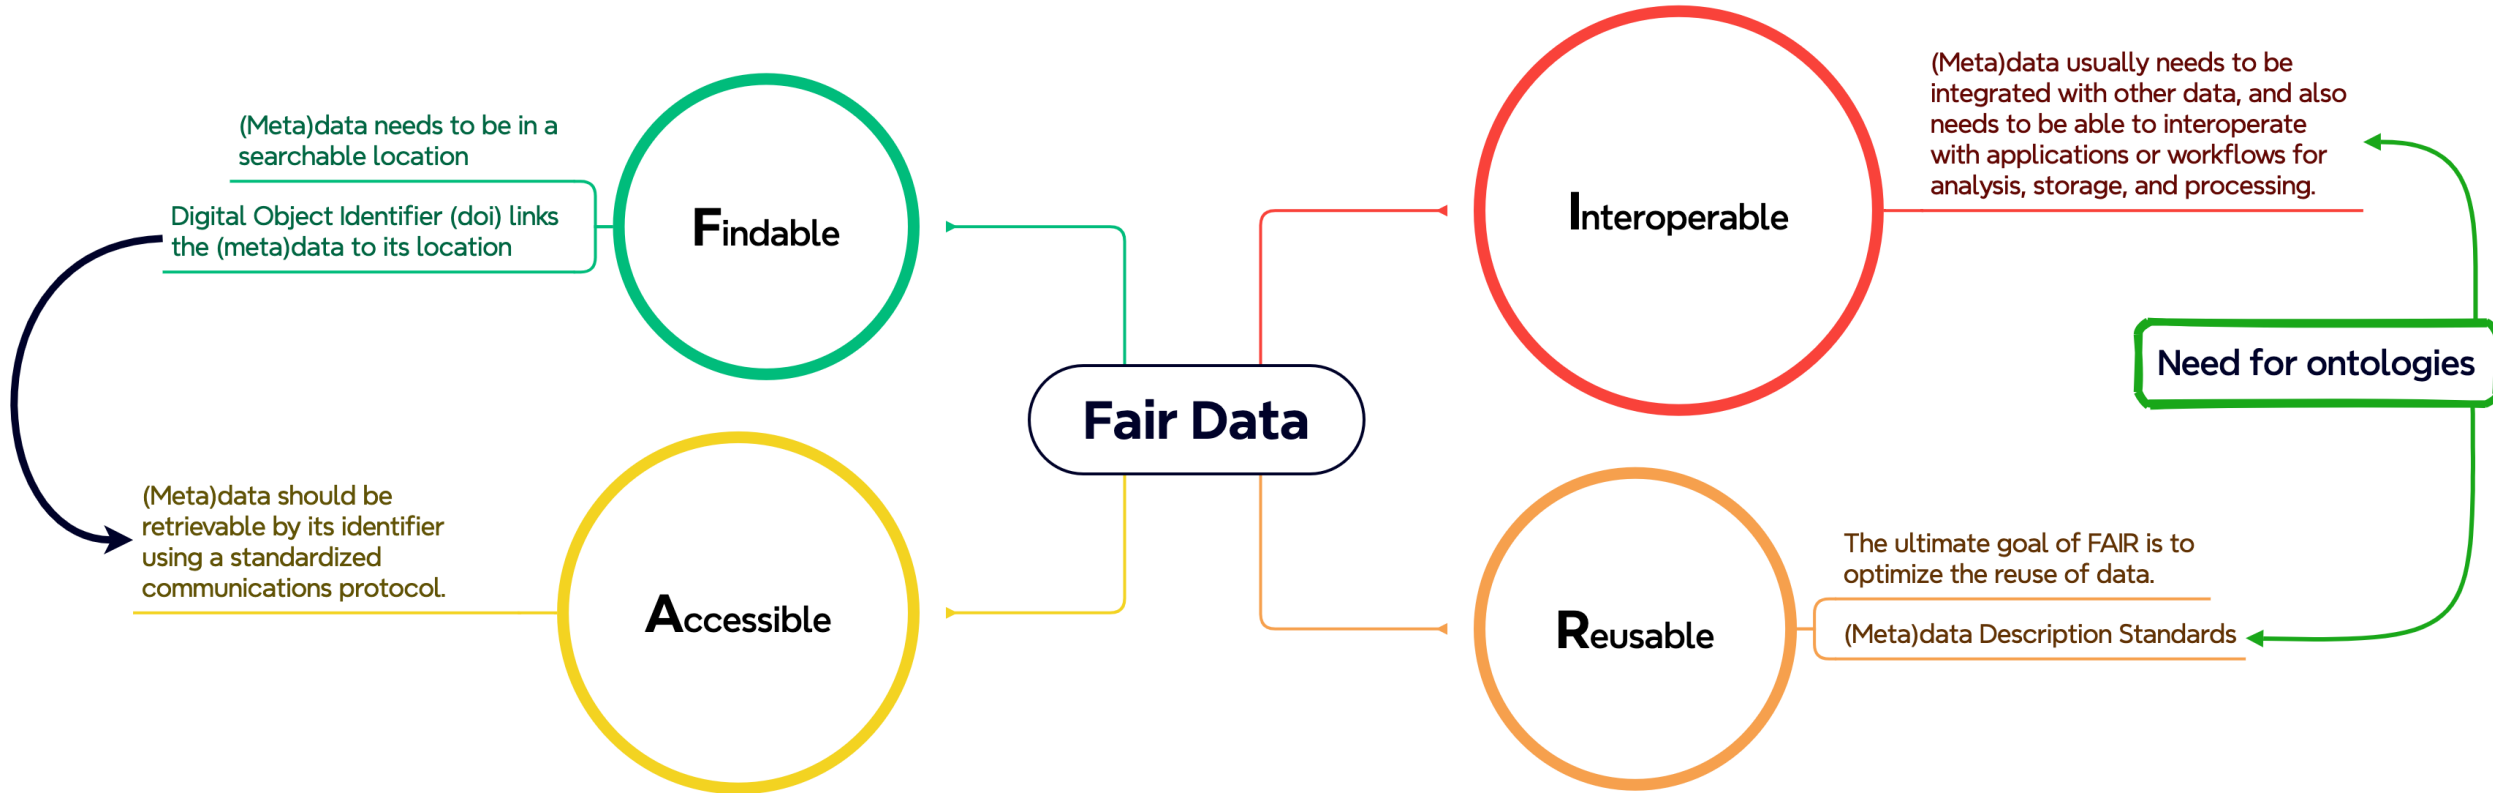 (Meta)data needs to be in a
searchable location
Digital Object Identifier (doi) links
the (meta)data to its location
Findable
(Meta)data should be
retrievable by its identifier
using a standardized
communications protocol.
Accessible
Fair Data
Interoperable
(Meta)data usually needs to be
integrated with other data, and also
needs to be able to interoperate
with applications or workflows for
analysis, storage, and processing.
Need for ontologies
Reusable
The ultimate goal of FAIR is to
optimize the reuse of data.
(Meta)data Description Standards